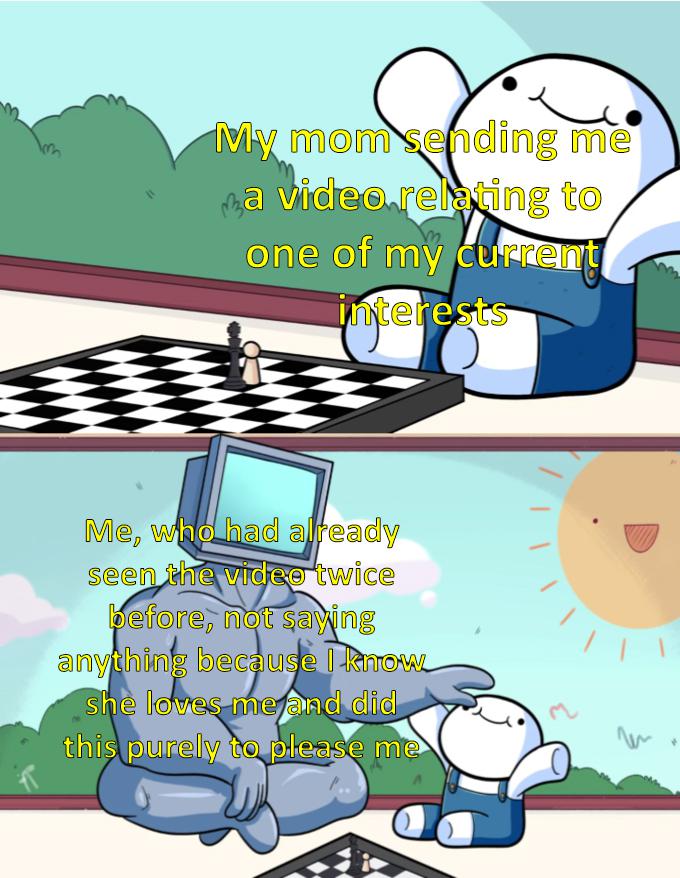 My mom sending me
a video relating to
one of my current
interests
Me, who had already
seen the video twice
before, not saying
anything because I know
she loves me and did
this purely to please me